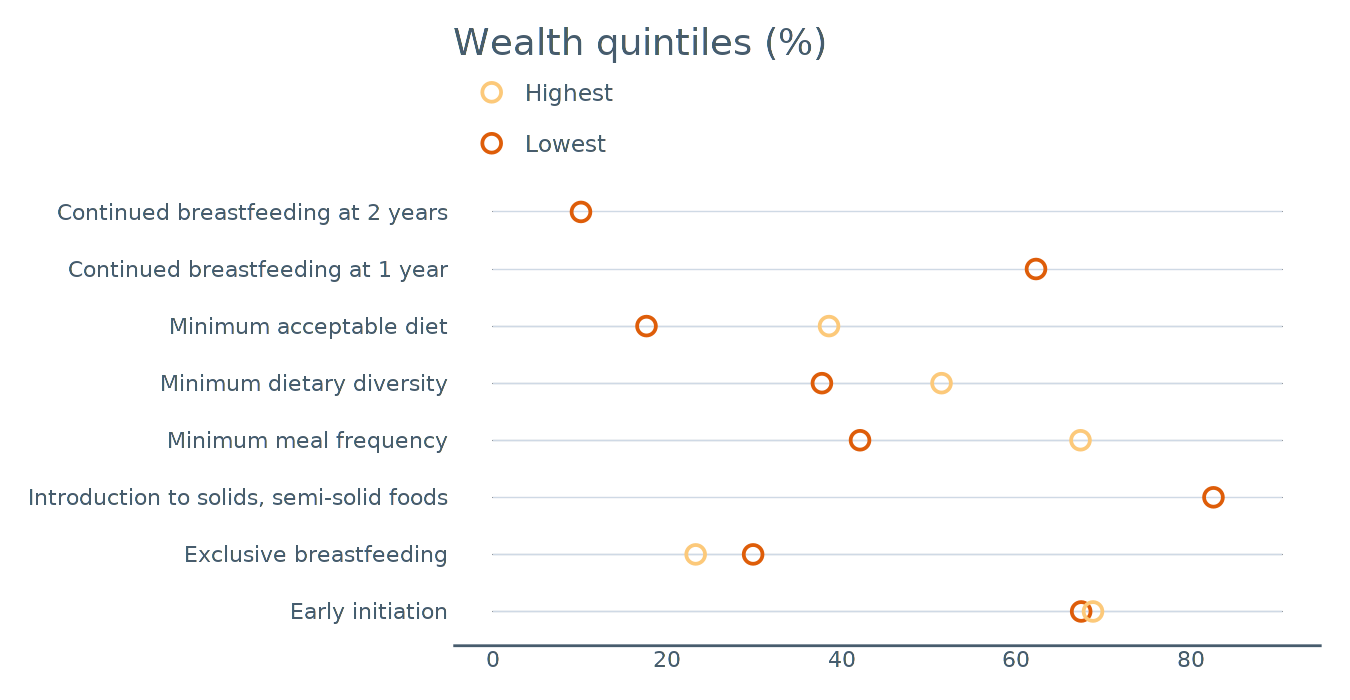 Wealth quintiles (%)
Highest
Lowest
Continued breastfeeding at 2 years
Continued breastfeeding at 1 year
Minimum acceptable diet
Minimum dietary diversity
Minimum meal frequency
Introduction to solids, semi-solid foods
Exclusive breastfeeding
Early initiation
0 20 40 60 80